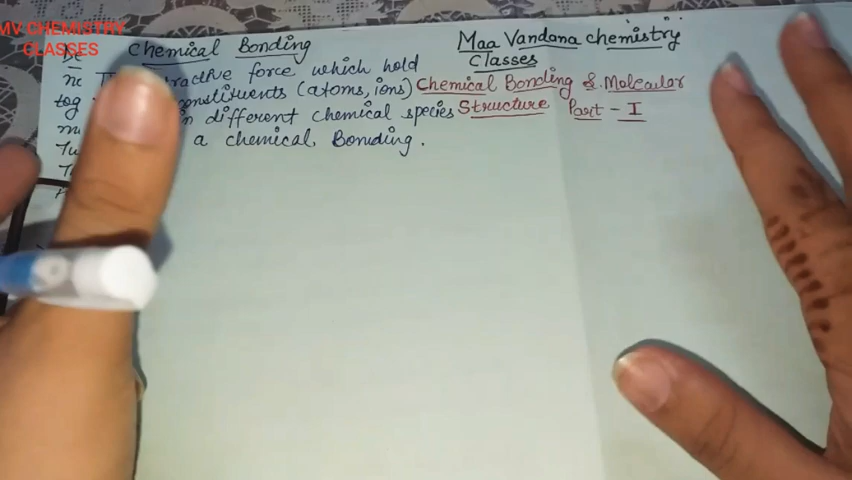 MV CHEMISTRY
CLASSES
Chemical Bonding
force which hold
constituents (atoms, ions)
different chemical species
a chemical Bonding.
Maa Vandana chemistry
Classes
Chemical Bonding & Molecular
Structure Part - I